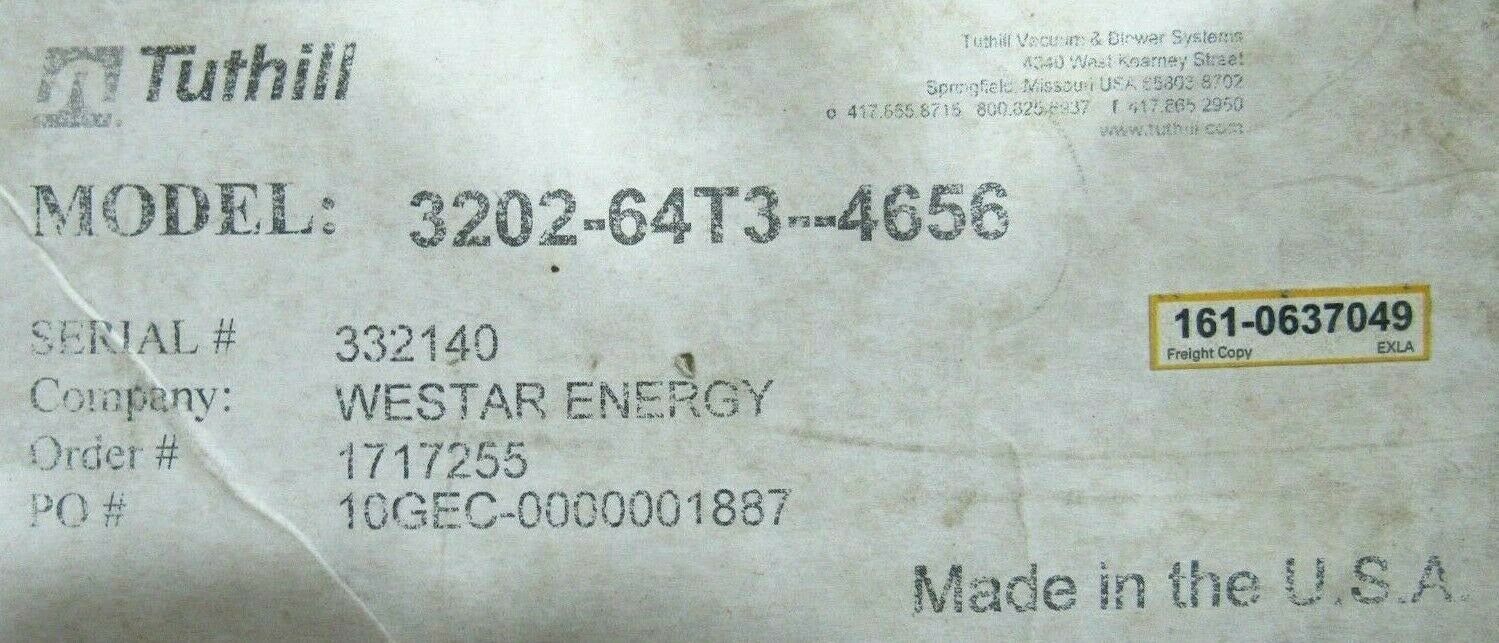 Tuthill
Tuthill Vacuum & Blower Systems
4840 West Kearney Street
Springfield, Missouri USA 65803-8702
o 417.865.8715 800.825.6937 f 417.865.2950
www.tuthill.com
MODEL: 3202-64T3--4656
161-0637049
Freight Copy EXLA
SERIAL # 332140
Company: WESTAR ENERGY
Order # 1717255
PO # 10GEC-0000001887
Made in the U.S.A.